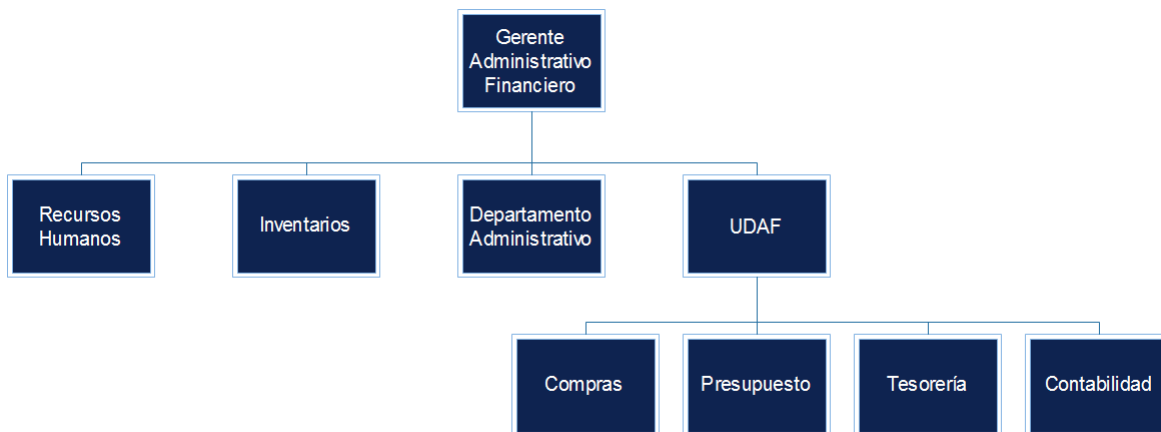 Gerente
Administrativo
Financiero
Recursos
Humanos
Inventarios
Departamento
Administrativo
UDAF
Compras
Presupuesto
Tesorería
Contabilidad